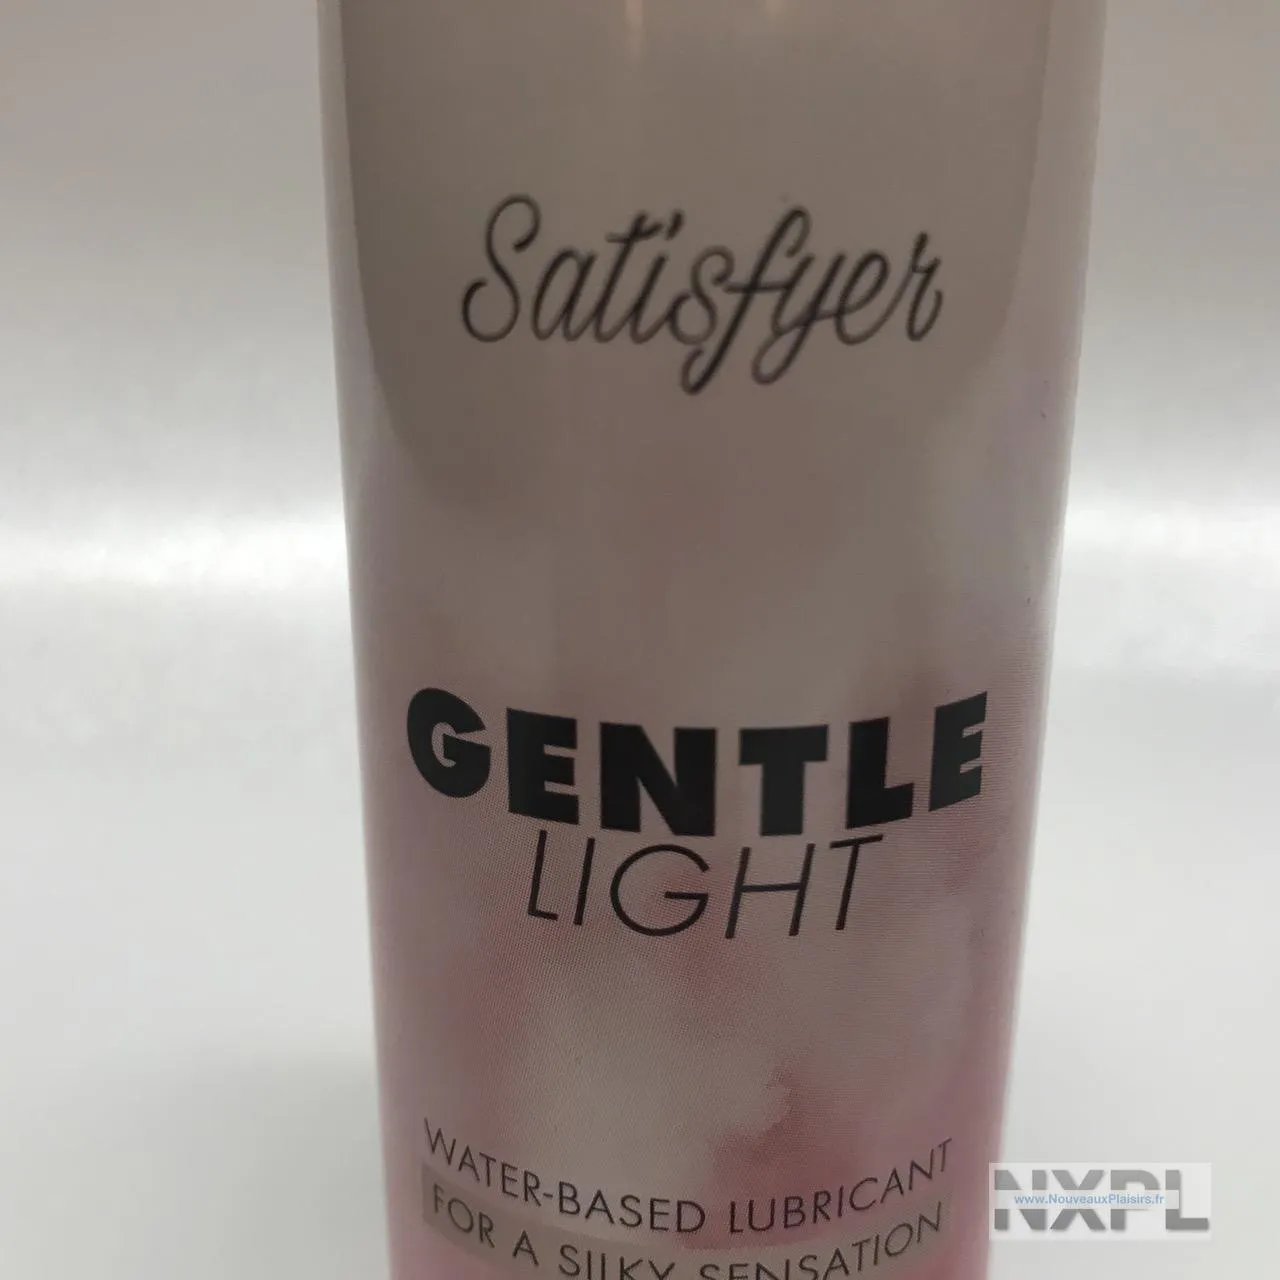 Satisfyer
GENTLE
LIGHT
WATER-BASED LUBRICANT
FOR A SILKY SENSATION
NXPL
www.NouveauxPlaisirs.fr